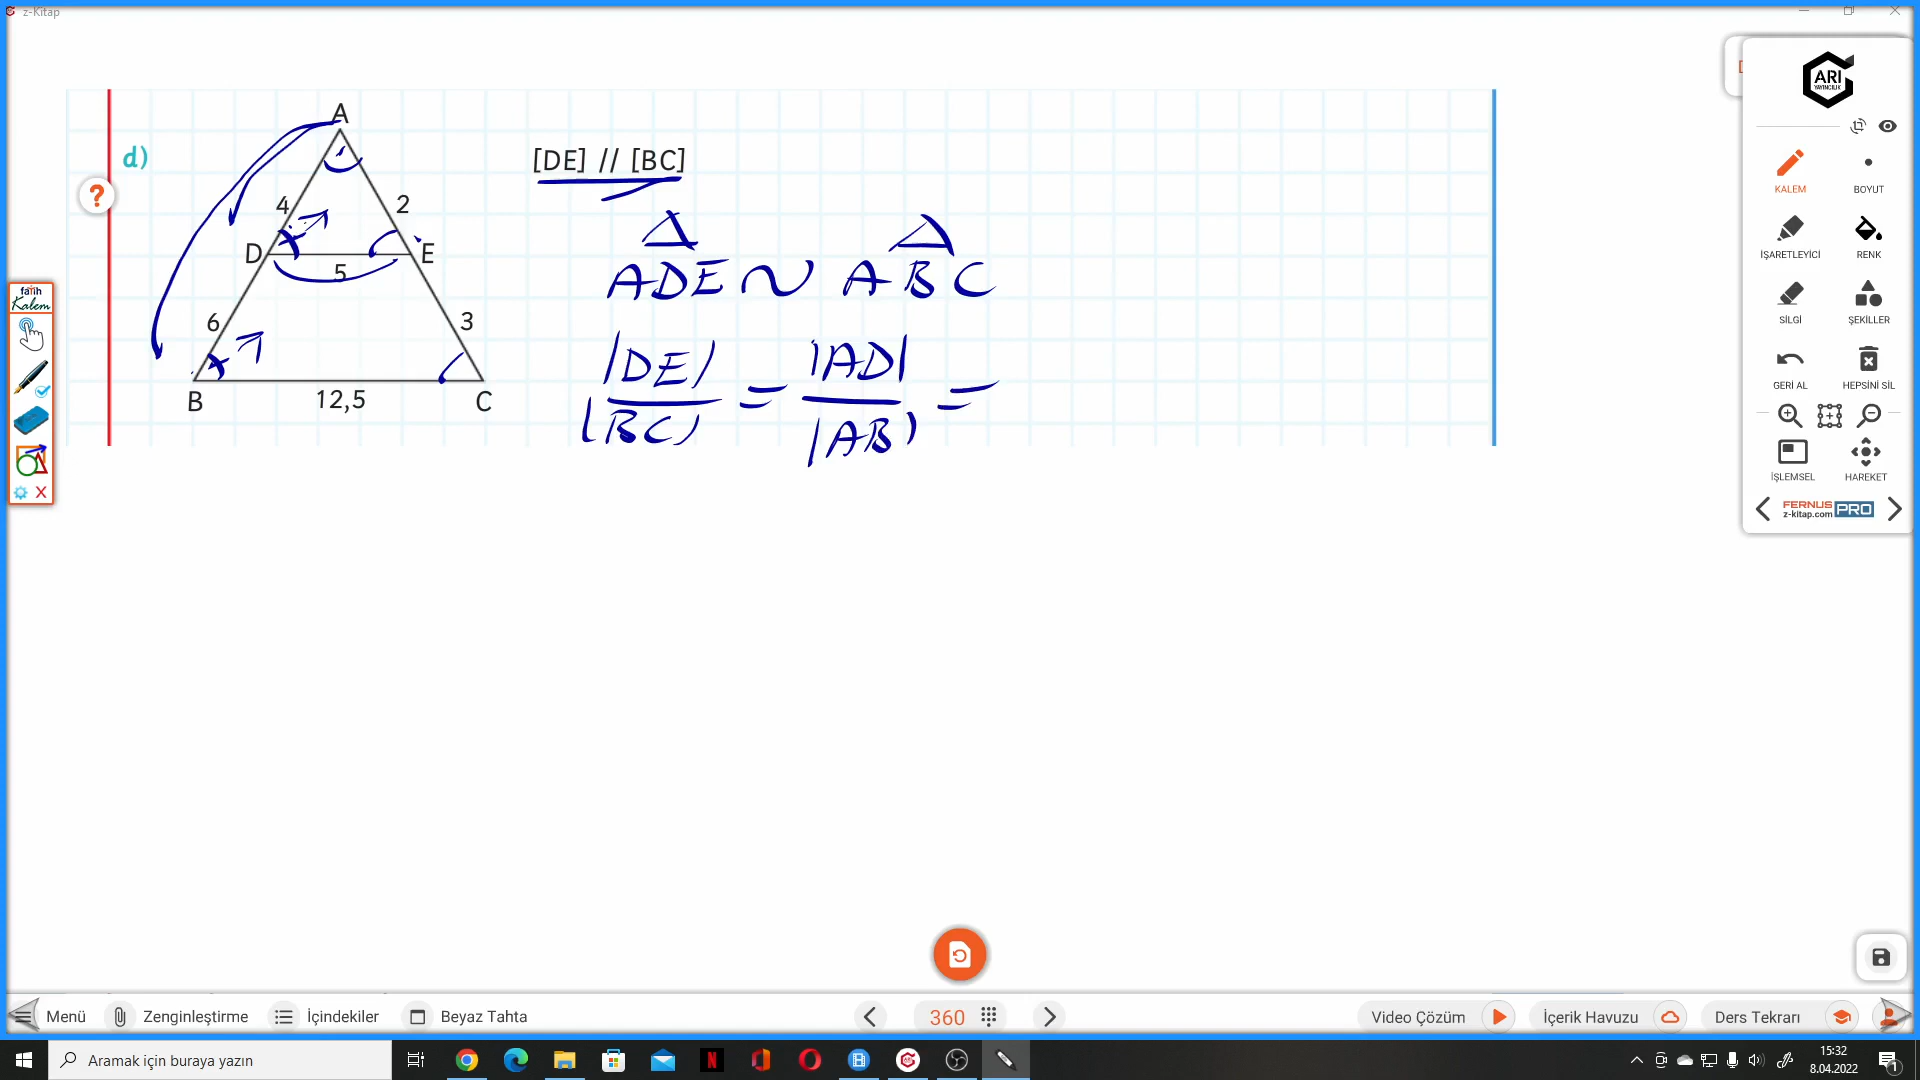 z-Kitap
d)
A
4
2
D
E
5
6
3
B
12,5
C
[DE] // [BC]
ADE ~ ABC
|DE| / |BC| = |AD| / |AB| =
?
fatih
Kalem
ARI
YAYINCILIK
KALEM
BOYUT
İŞARETLEYİCİ
RENK
SİLGİ
ŞEKİLLER
GERİ AL
HEPSİNİ SİL
İŞLEMSEL
HAREKET
FERNUS
z-kitap.com PRO
Menü
Zenginleştirme
İçindekiler
Beyaz Tahta
360
Video Çözüm
İçerik Havuzu
Ders Tekrarı
Aramak için buraya yazın
15:32
8.04.2022
1